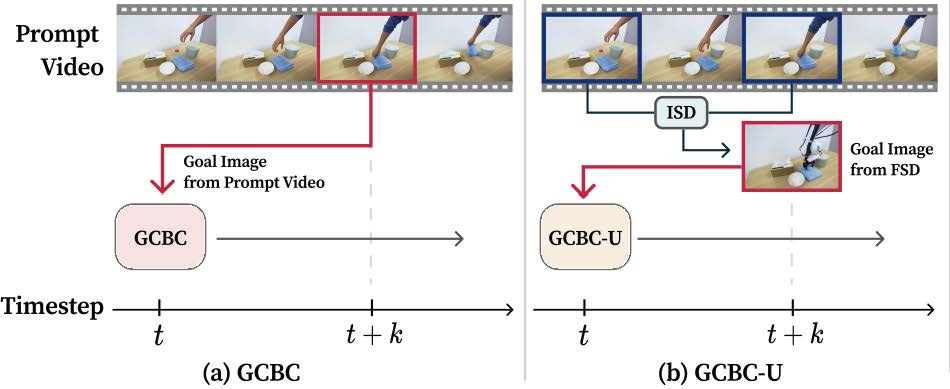 Prompt
Video
Goal Image
from Prompt Video
GCBC
ISD
Goal Image
from FSD
GCBC-U
Timestep
t
t + k
t
t + k
(a) GCBC
(b) GCBC-U